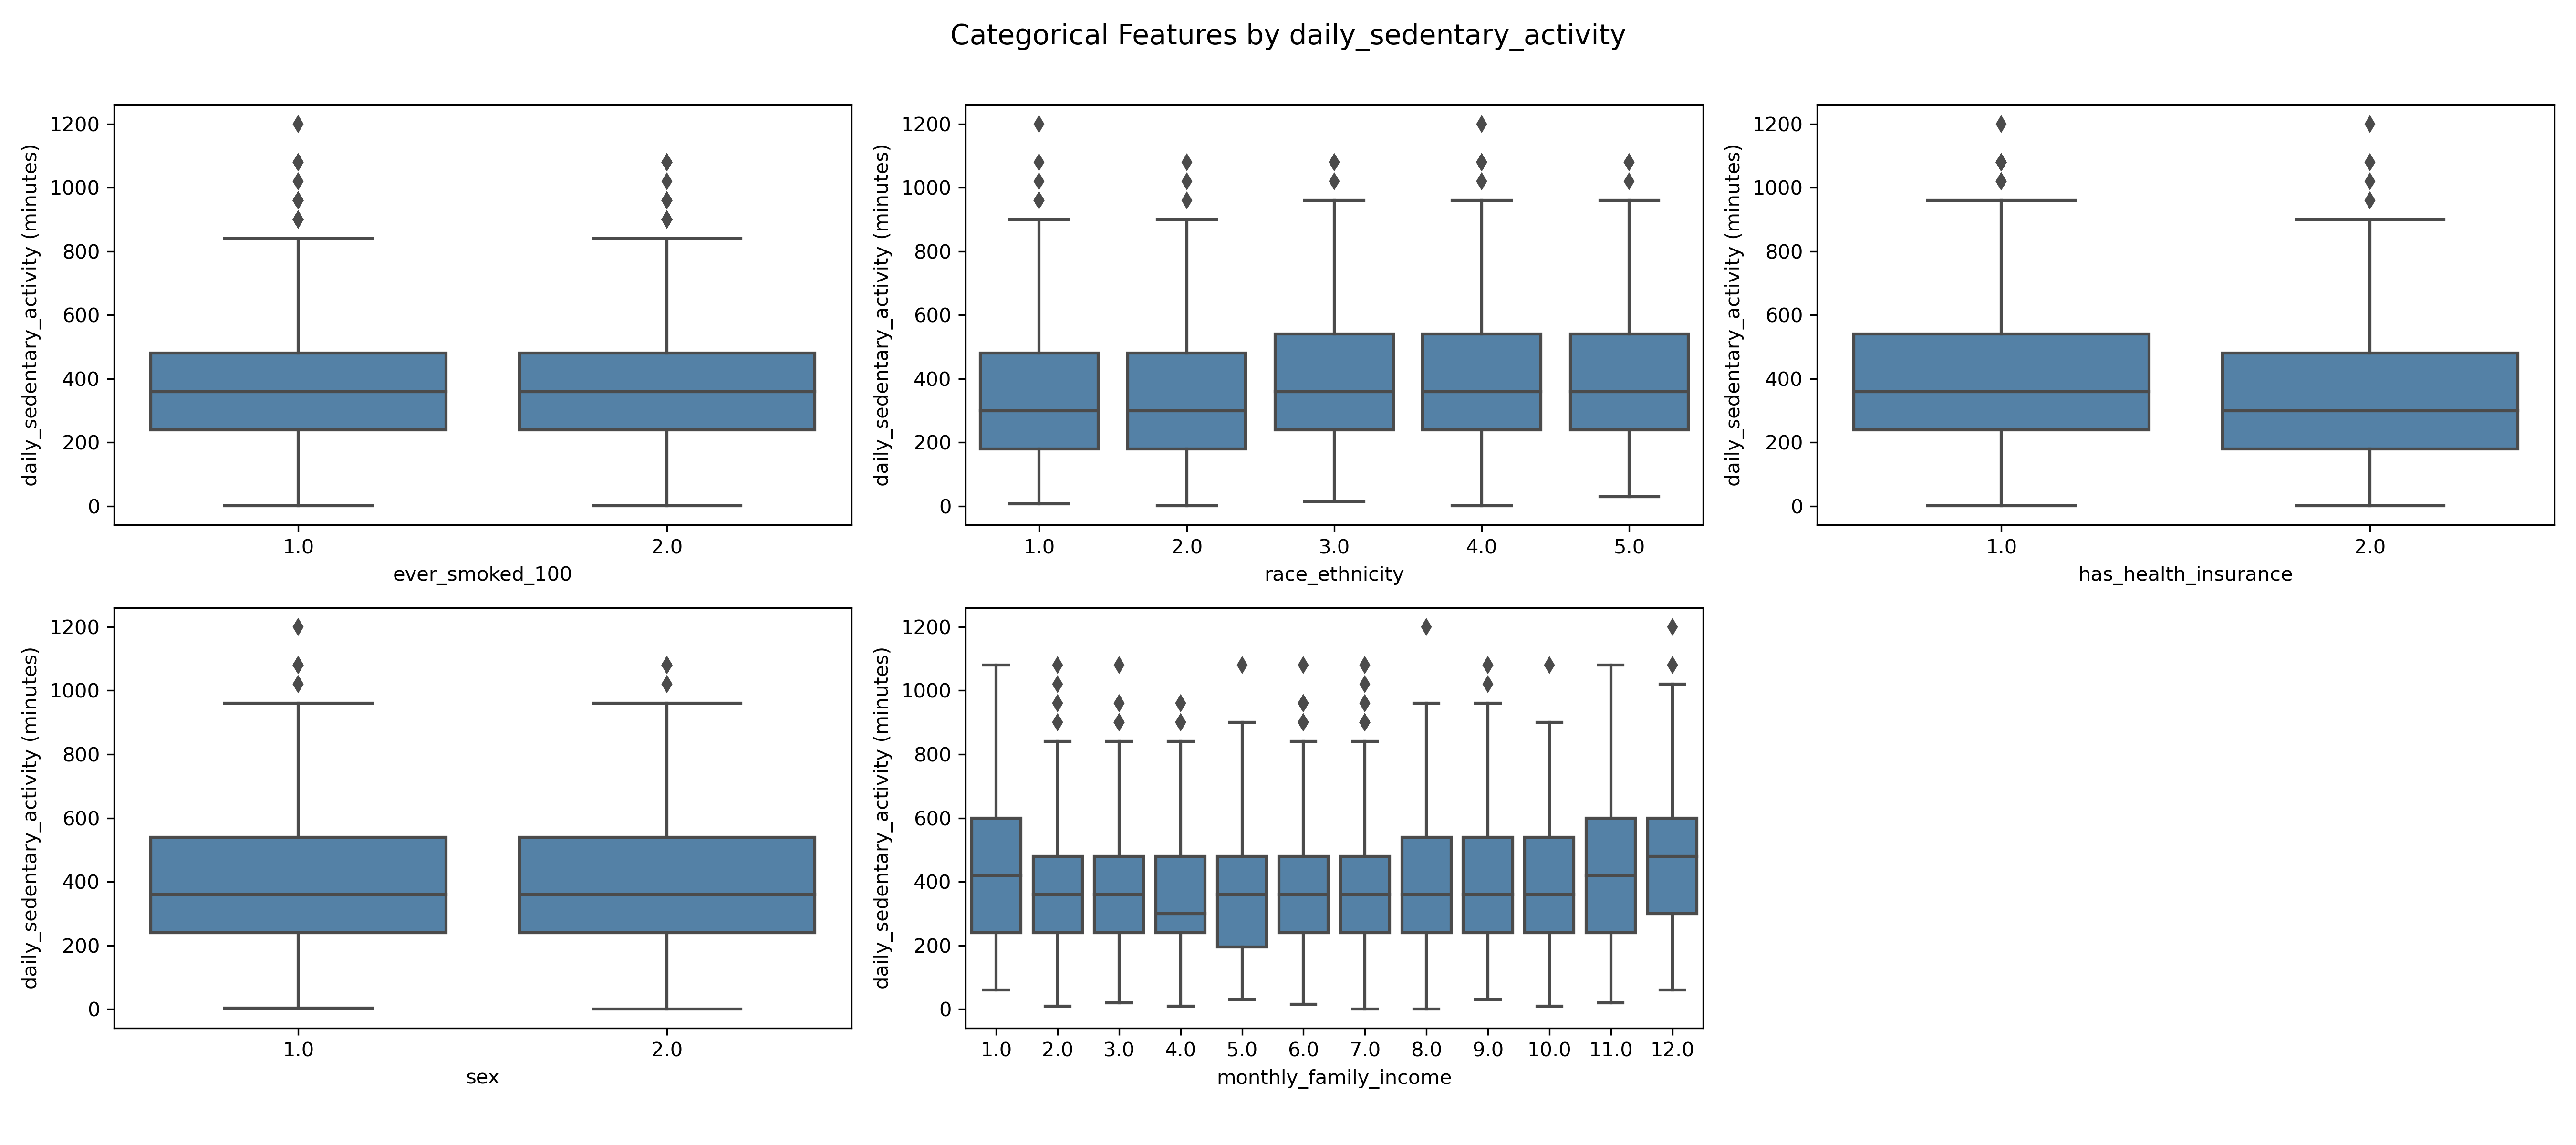 Categorical Features by daily_sedentary_activity
daily_sedentary_activity (minutes)
1200
1000
800
600
400
200
0
1.0 2.0
ever_smoked_100
daily_sedentary_activity (minutes)
1200
1000
800
600
400
200
0
1.0 2.0 3.0 4.0 5.0
race_ethnicity
daily_sedentary_activity (minutes)
1200
1000
800
600
400
200
0
1.0 2.0
has_health_insurance
daily_sedentary_activity (minutes)
1200
1000
800
600
400
200
0
1.0 2.0
sex
daily_sedentary_activity (minutes)
1200
1000
800
600
400
200
0
1.0 2.0 3.0 4.0 5.0 6.0 7.0 8.0 9.0 10.0 11.0 12.0
monthly_family_income